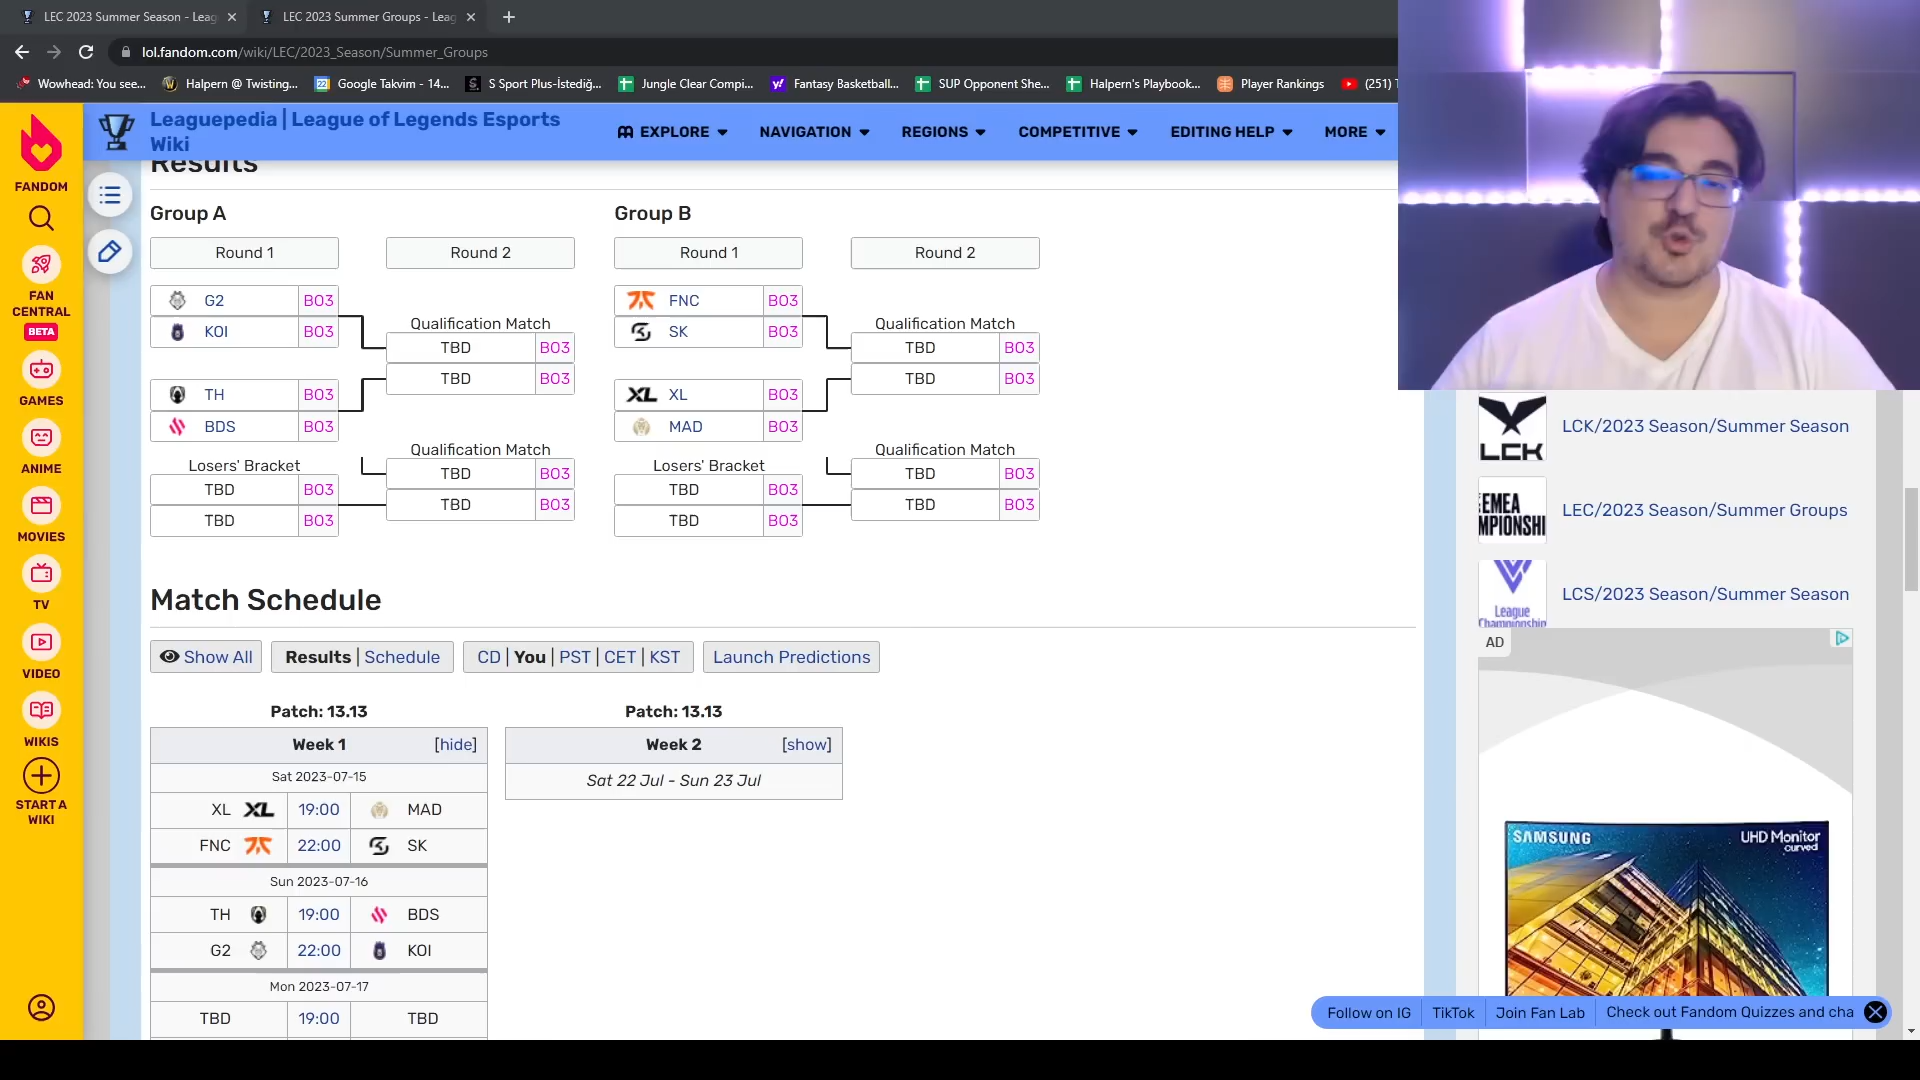 LEC 2023 Summer Season - Leag
LEC 2023 Summer Groups - Leag
lol.fandom.com/wiki/LEC/2023_Season/Summer_Groups
Wowhead: You see...
Halpern @ Twisting...
Google Takvim - 14...
S Sport Plus-İstediğ...
Jungle Clear Compi...
Fantasy Basketball...
SUP Opponent She...
Halpern's Playbook...
Player Rankings
(251) T
Leaguepedia | League of Legends Esports
Wiki
EXPLORE
NAVIGATION
REGIONS
COMPETITIVE
EDITING HELP
MORE
FANDOM
FAN
CENTRAL
BETA
GAMES
ANIME
MOVIES
TV
VIDEO
WIKIS
START A
WIKI
Results
Group A
Round 1
Round 2
G2 BO3
KOI BO3
TH BO3
BDS BO3
Losers' Bracket
TBD BO3
TBD BO3
Qualification Match
TBD BO3
TBD BO3
Qualification Match
TBD BO3
TBD BO3
Group B
Round 1
Round 2
FNC BO3
SK BO3
XL XL BO3
MAD BO3
Losers' Bracket
TBD BO3
TBD BO3
Qualification Match
TBD BO3
TBD BO3
Qualification Match
TBD BO3
TBD BO3
Match Schedule
Show All
Results | Schedule
CD | You | PST | CET | KST
Launch Predictions
Patch: 13.13
Week 1 [hide]
Sat 2023-07-15
XL XL 19:00 MAD
FNC 22:00 SK
Sun 2023-07-16
TH 19:00 BDS
G2 22:00 KOI
Mon 2023-07-17
TBD 19:00 TBD
Patch: 13.13
Week 2 [show]
Sat 22 Jul - Sun 23 Jul
LCK
LCK/2023 Season/Summer Season
EMEA
MPIONSHI
LEC/2023 Season/Summer Groups
League
Championship
LCS/2023 Season/Summer Season
AD
SAMSUNG
UHD Monitor
curved
Follow on IG
TikTok
Join Fan Lab
Check out Fandom Quizzes and cha